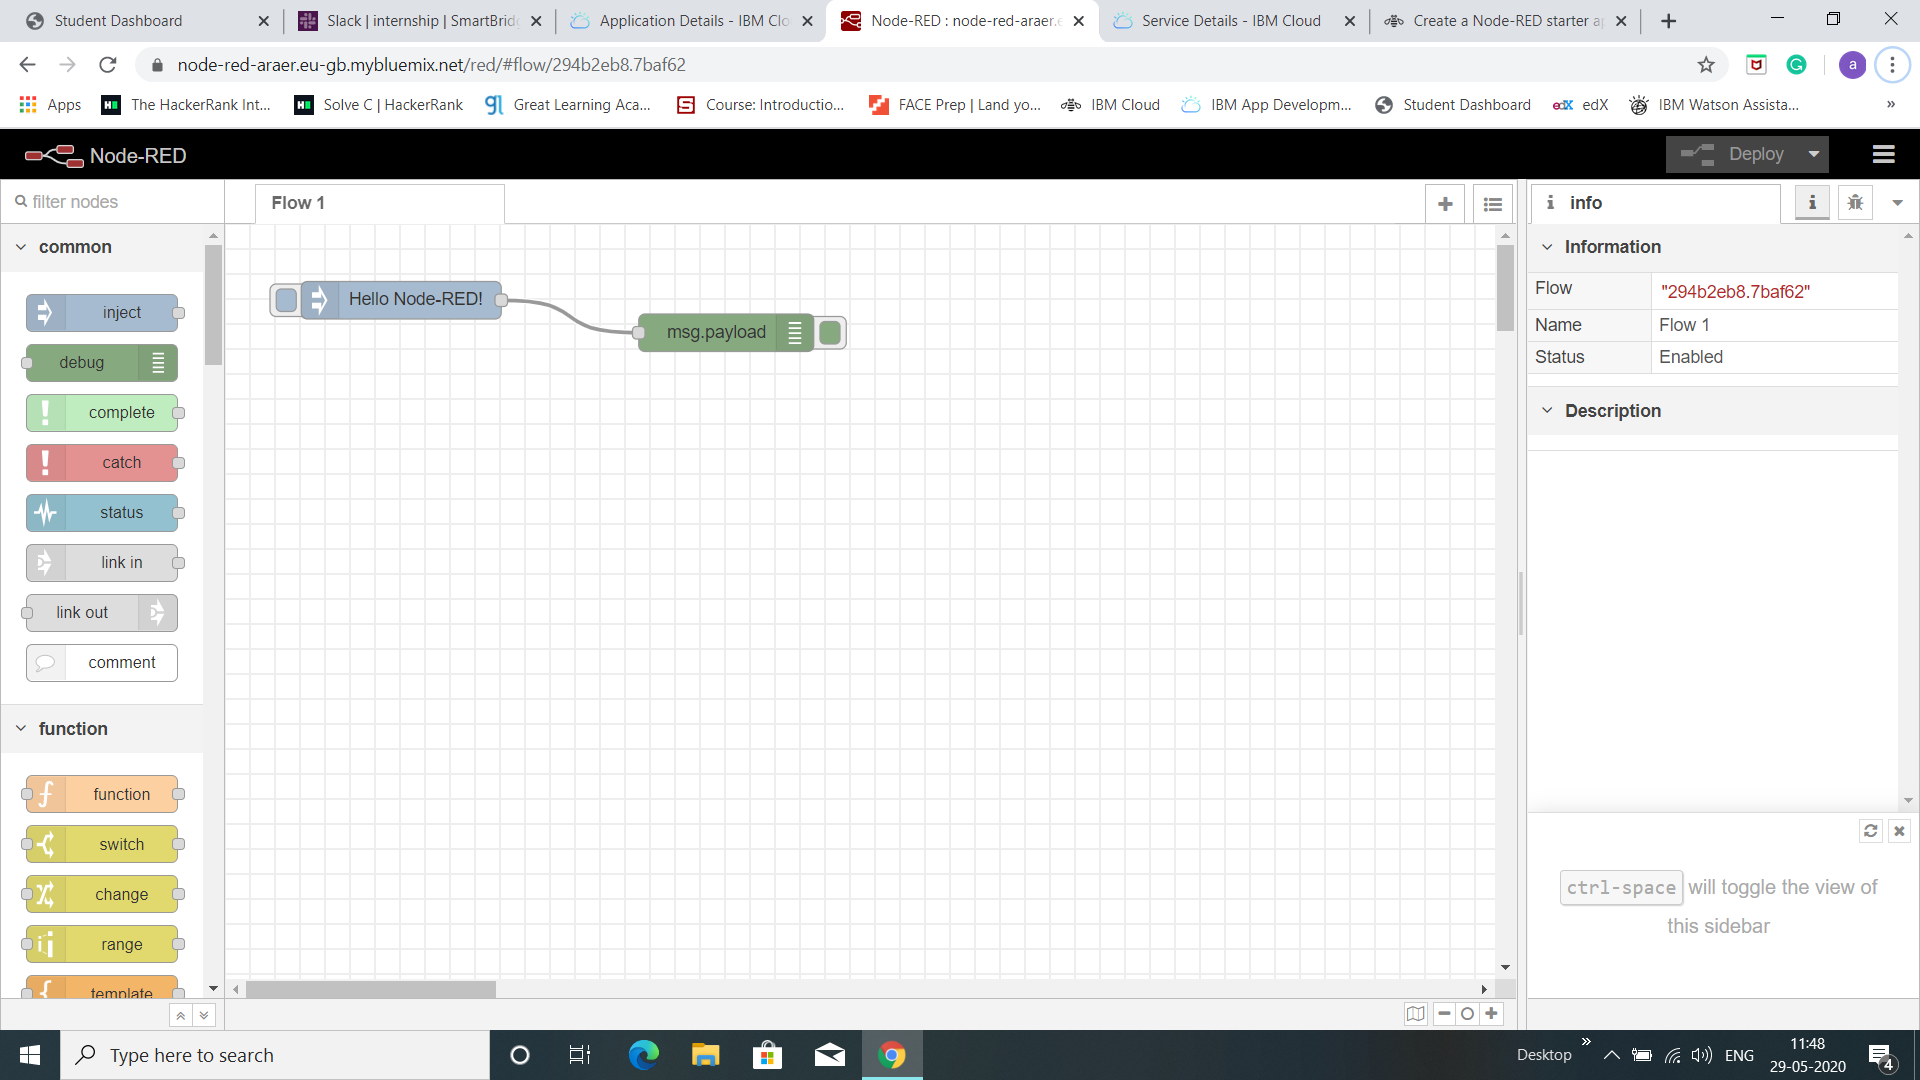 Student Dashboard
Slack | internship | SmartBridg
Application Details - IBM Clo
Node-RED : node-red-araer.e
Service Details - IBM Cloud
Create a Node-RED starter ap
node-red-araer.eu-gb.mybluemix.net/red/#flow/294b2eb8.7baf62
a
Apps
The HackerRank Int...
Solve C | HackerRank
Great Learning Aca...
Course: Introductio...
FACE Prep | Land yo...
IBM Cloud
IBM App Developm...
Student Dashboard
edX
IBM Watson Assista...
»
Node-RED
Deploy
filter nodes
Flow 1
info
common
Information
Flow
"294b2eb8.7baf62"
Name
Flow 1
Status
Enabled
Description
Hello Node-RED!
msg.payload
inject
debug
complete
catch
status
link in
link out
comment
function
function
switch
change
range
template
ctrl-space will toggle the view of
this sidebar
Type here to search
Desktop
»
ENG
11:48
29-05-2020
4